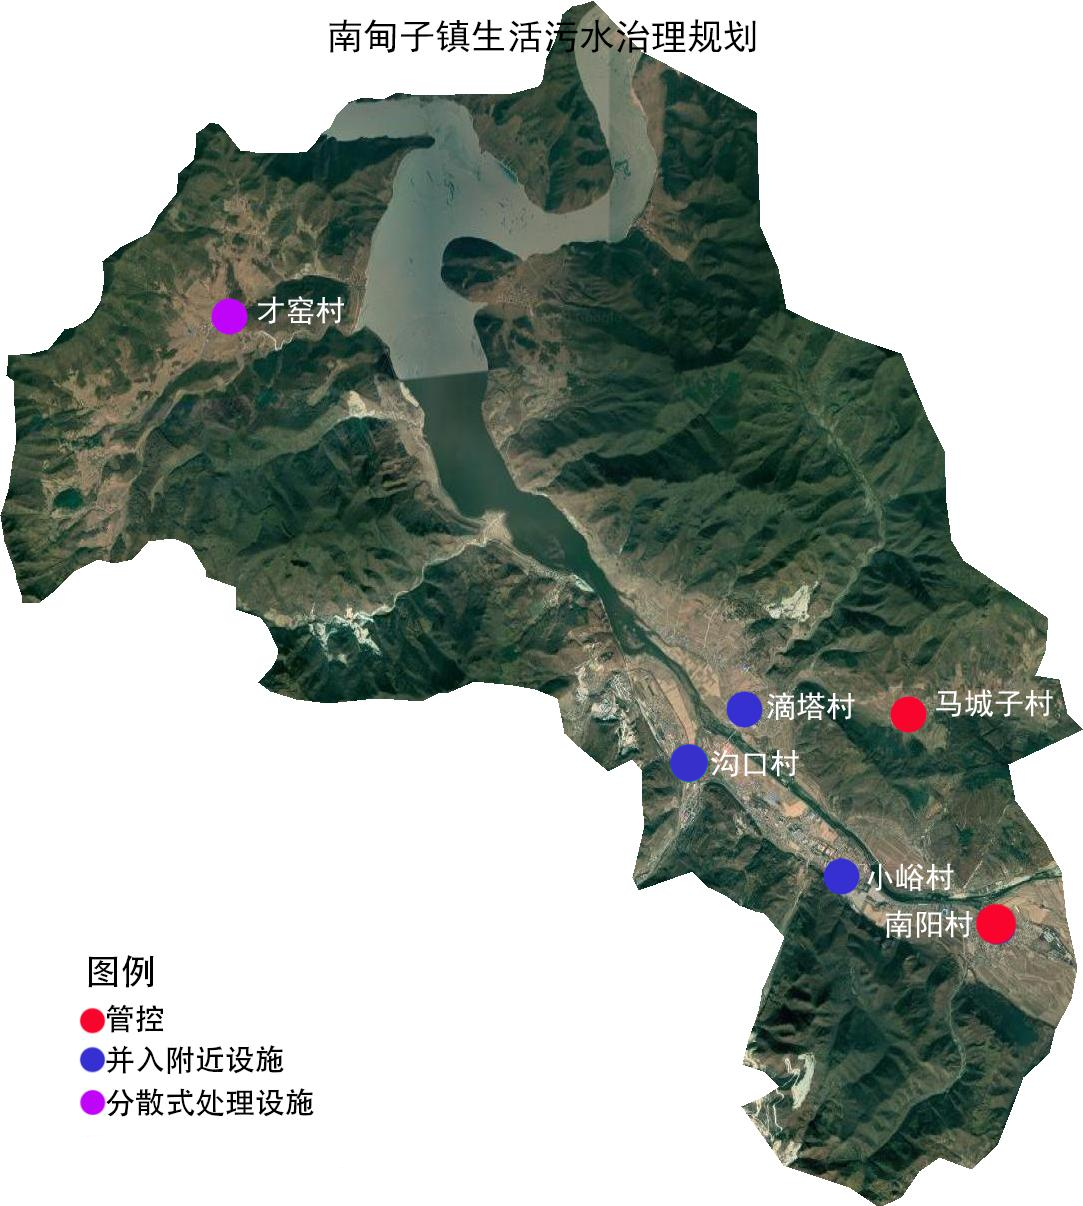 南甸子镇生活污水治理规划
才窑村
滴塔村
马城子村
沟口村
小峪村
南阳村
图例
管控
并入附近设施
分散式处理设施